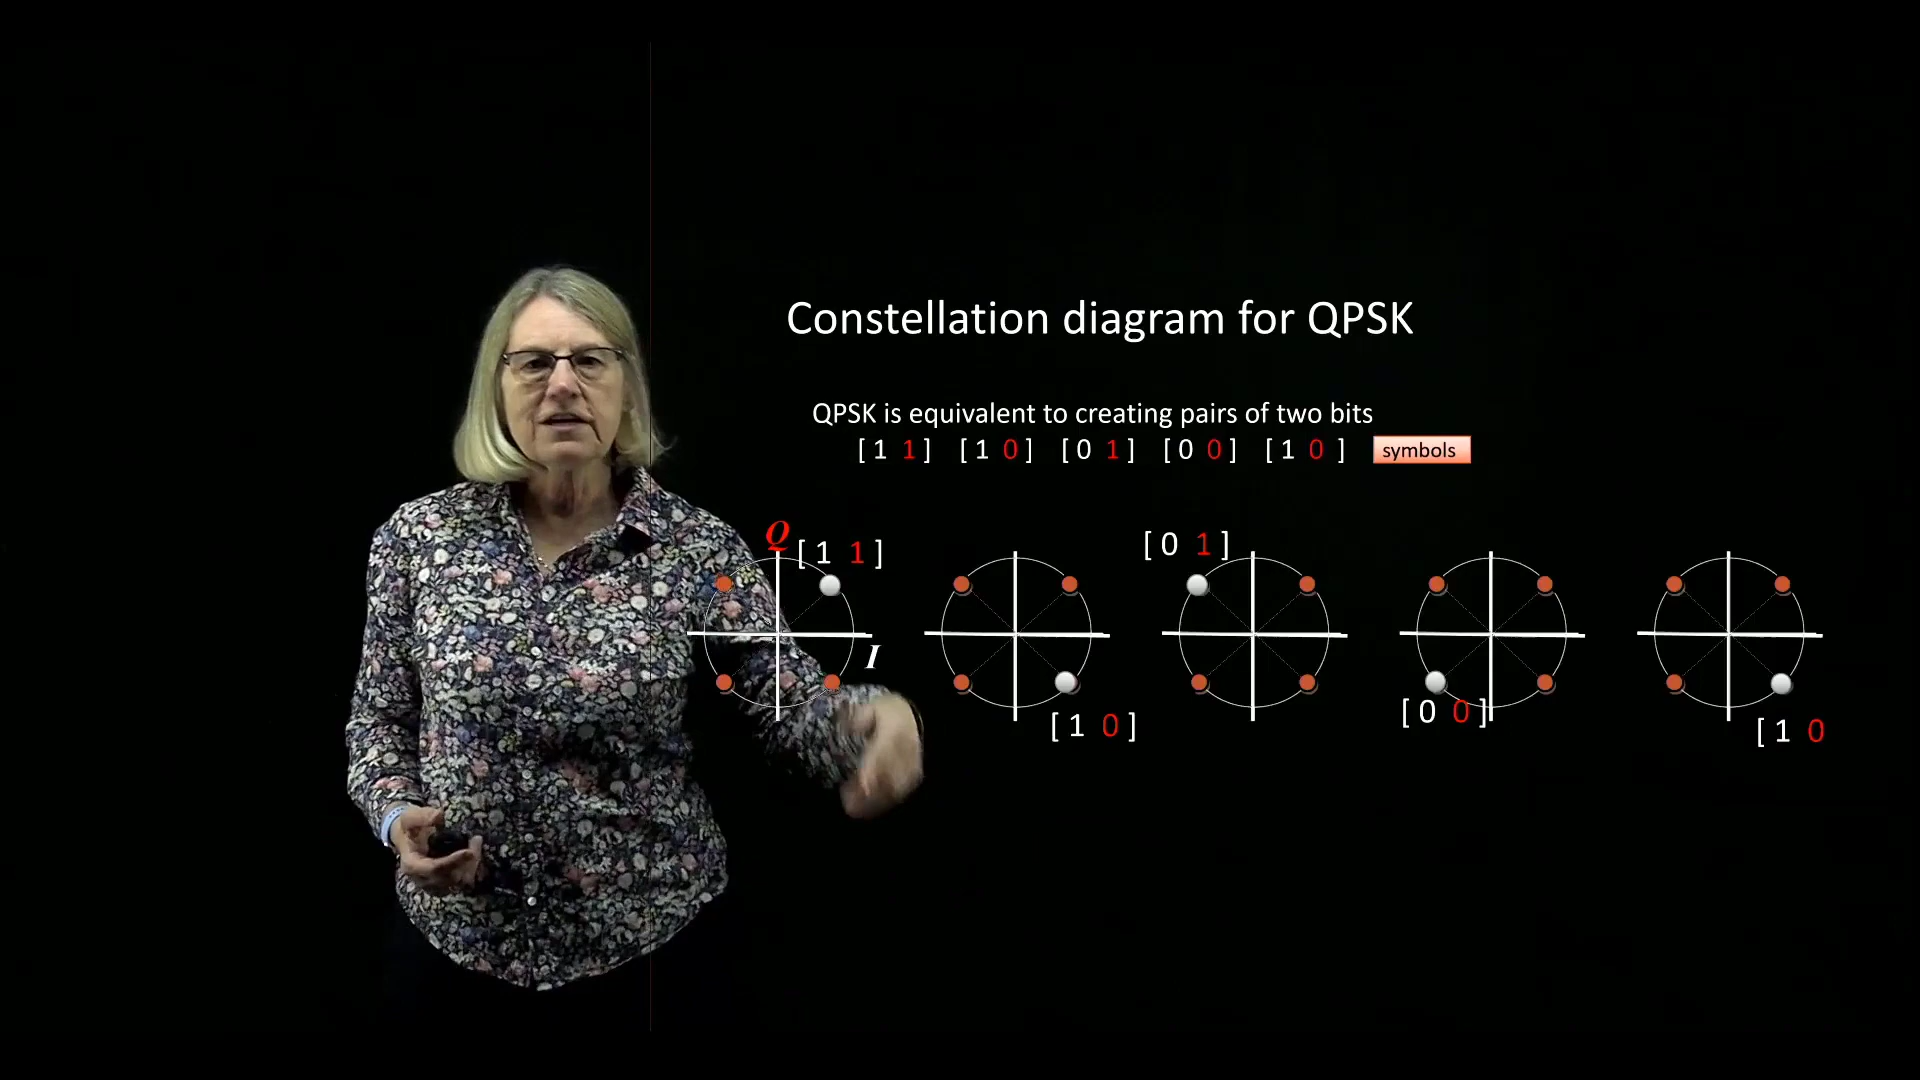 Constellation diagram for QPSK
QPSK is equivalent to creating pairs of two bits
[ 1 1 ] [ 1 0 ] [ 0 1 ] [ 0 0 ] [ 1 0 ] symbols
Q [ 1 1 ] [ 0 1 ]
I
[ 1 0 ] [ 0 0 ] [ 1 0